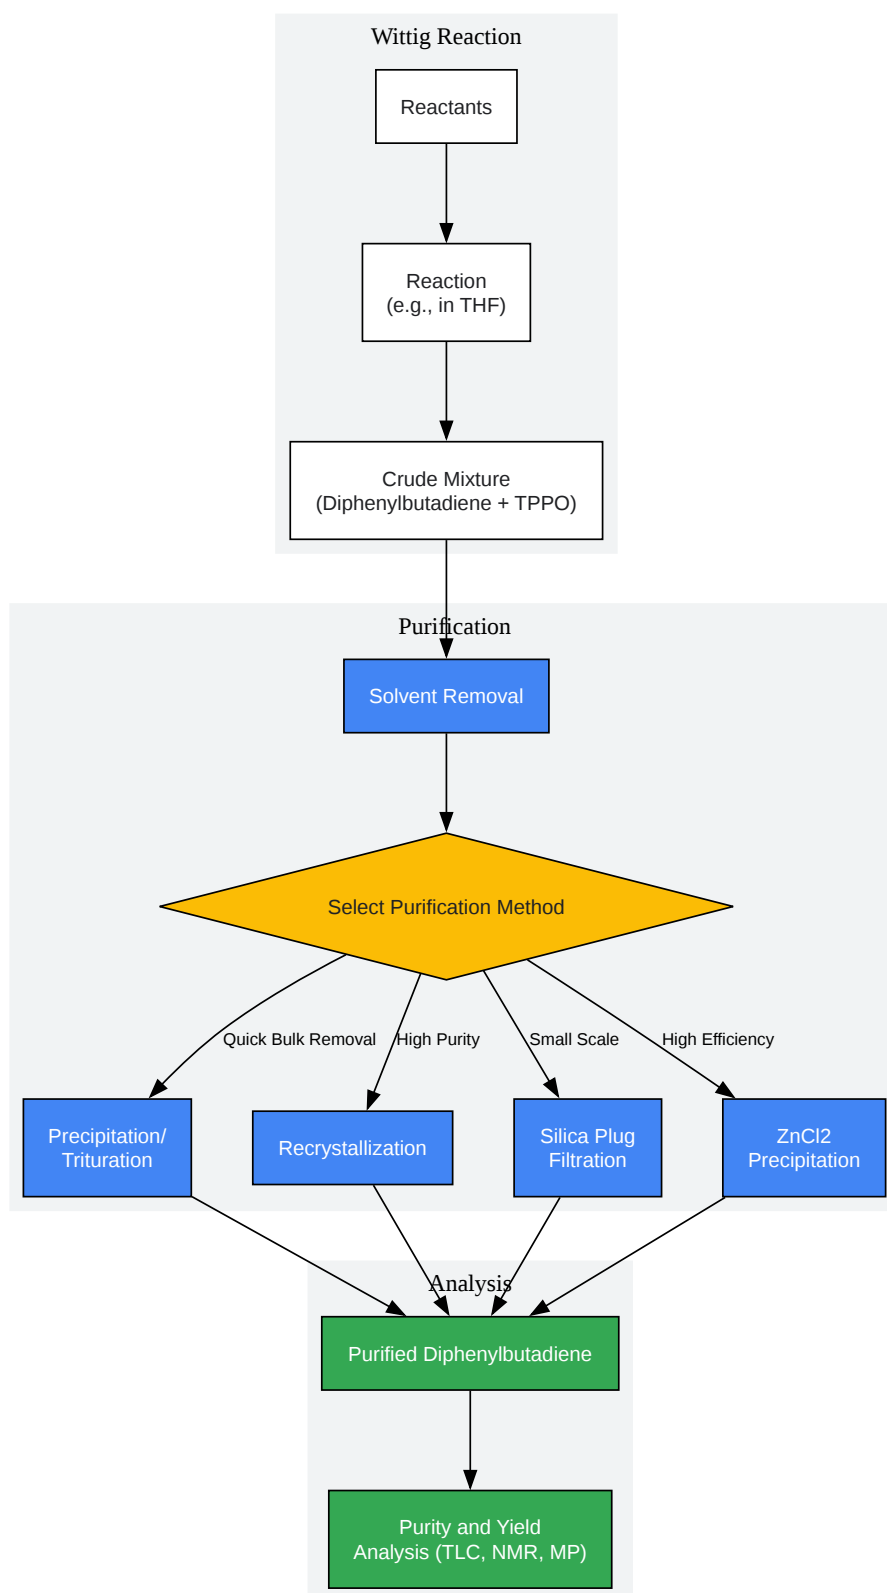 Wittig Reaction
Reactants
Reaction
(e.g., in THF)
Crude Mixture
(Diphenylbutadiene + TPPO)
Purification
Solvent Removal
Select Purification Method
Quick Bulk Removal
High Purity
Small Scale
High Efficiency
Precipitation/
Trituration
Recrystallization
Silica Plug
Filtration
ZnCl2
Precipitation
Analysis
Purified Diphenylbutadiene
Purity and Yield
Analysis (TLC, NMR, MP)